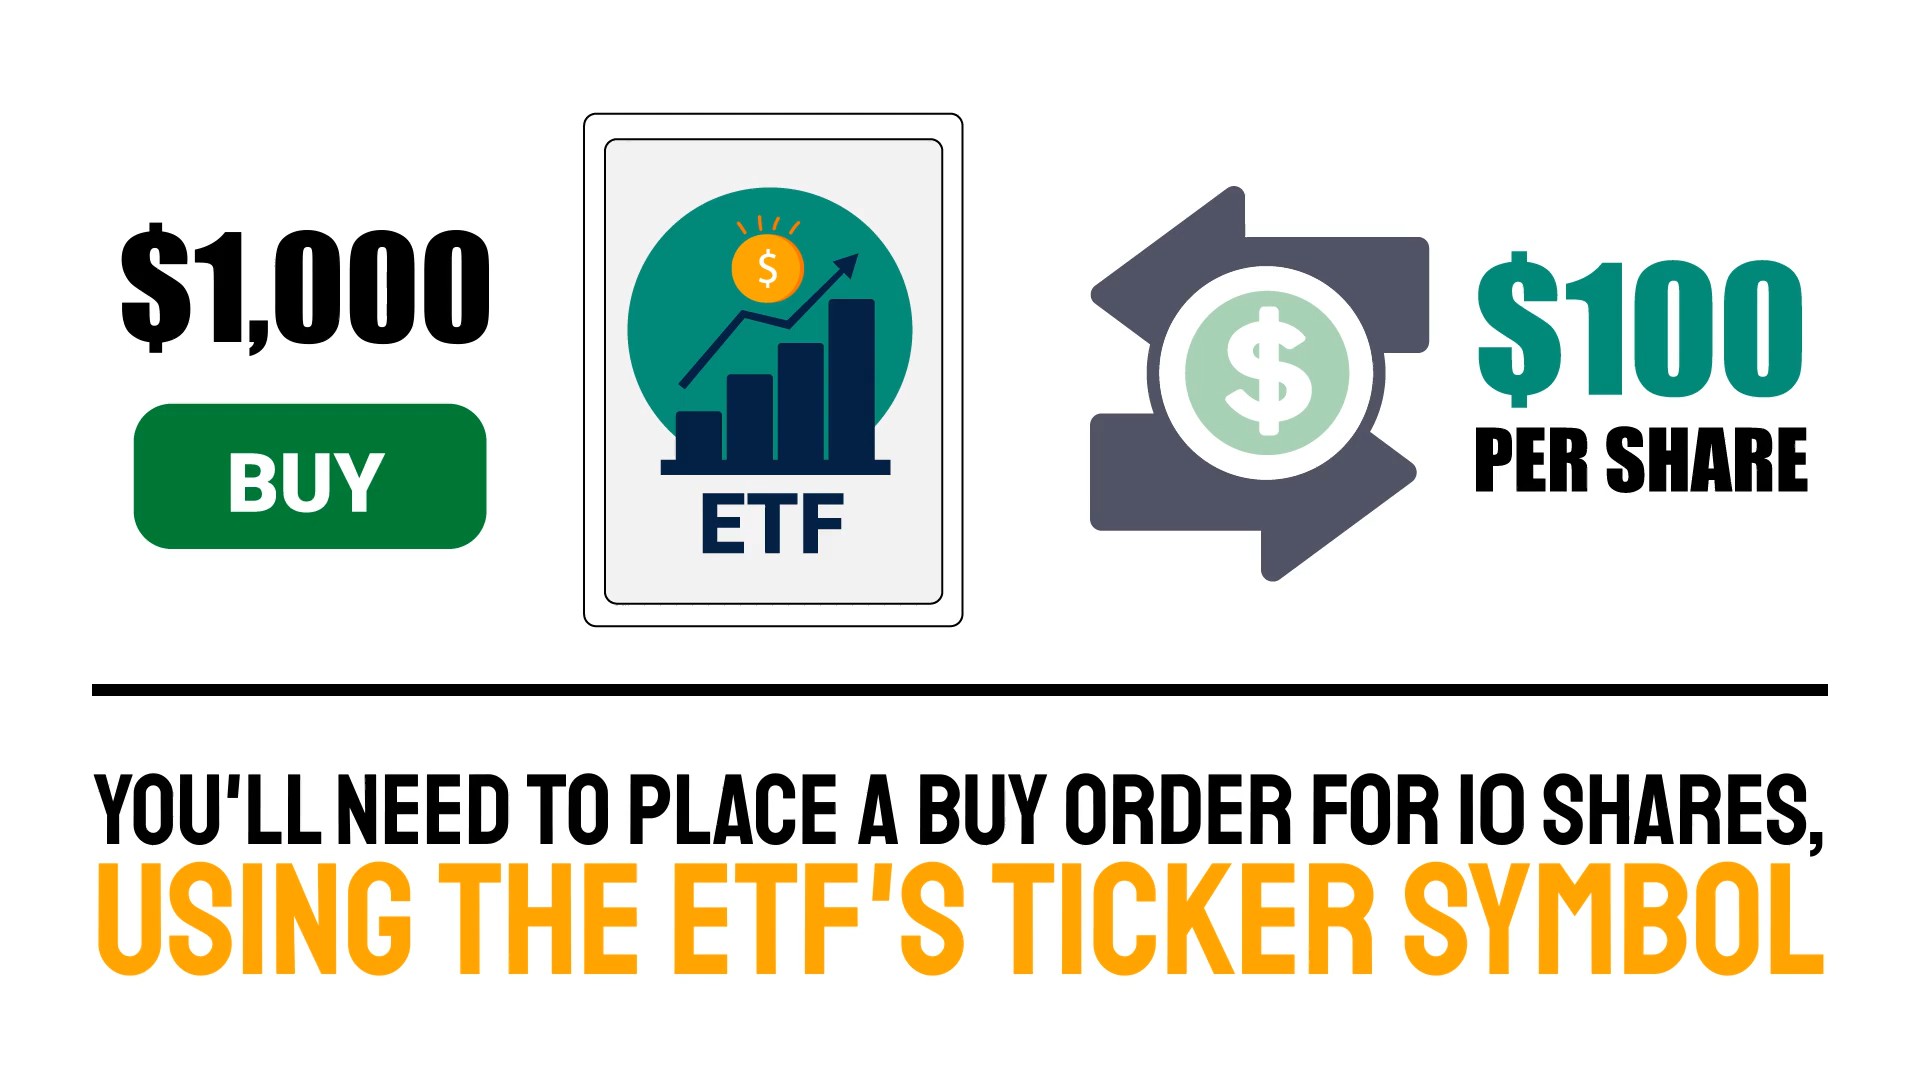 $1,000
BUY
$
ETF
$
$100
PER SHARE
YOU'LL NEED TO PLACE A BUY ORDER FOR 10 SHARES,
USING THE ETF'S TICKER SYMBOL